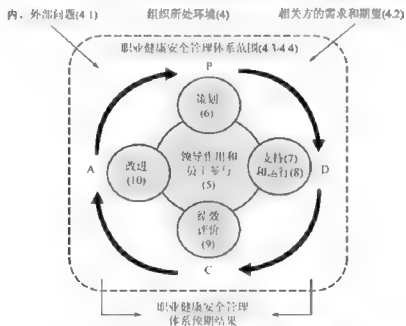 内、外部问题(4.1)
组织所处环境(4)
相关方的需求和期望(4.2)
职业健康安全管理体系范围(4.3/4.4)
P
策划
(6)
A
改进
(10)
领导作用和
员工参与
(5)
支持(7)
和运行(8)
D
绩效
评价
(9)
C
职业健康安全管理
体系预期结果